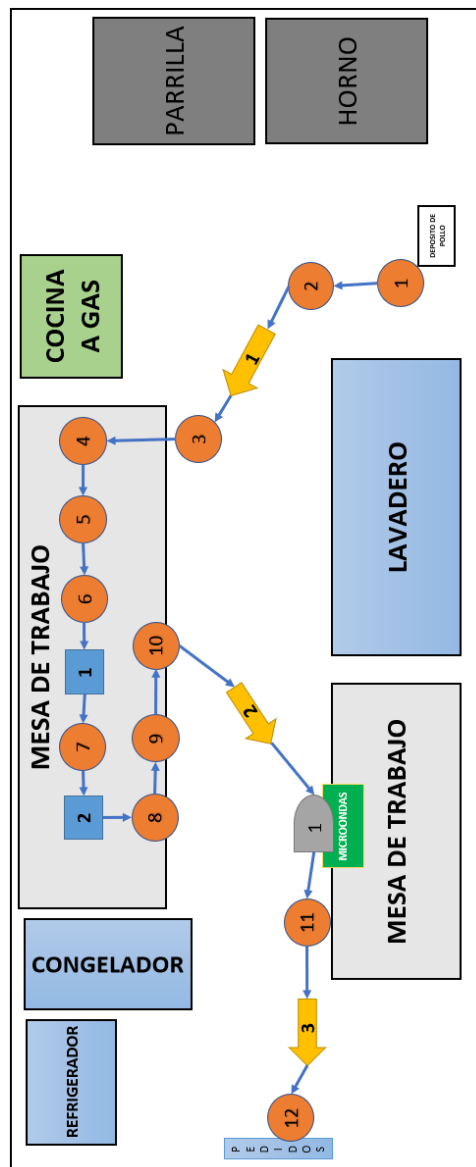 PARRILLA
HORNO
COCINA
A GAS
DEPOSITO DE
POLLO
1
2
1
3
4
5
6
1
7
2
8
9
10
2
1
MICROONDAS
11
3
12
MESA DE TRABAJO
LAVADERO
MESA DE TRABAJO
CONGELADOR
REFRIGERADOR
PEDIDOS